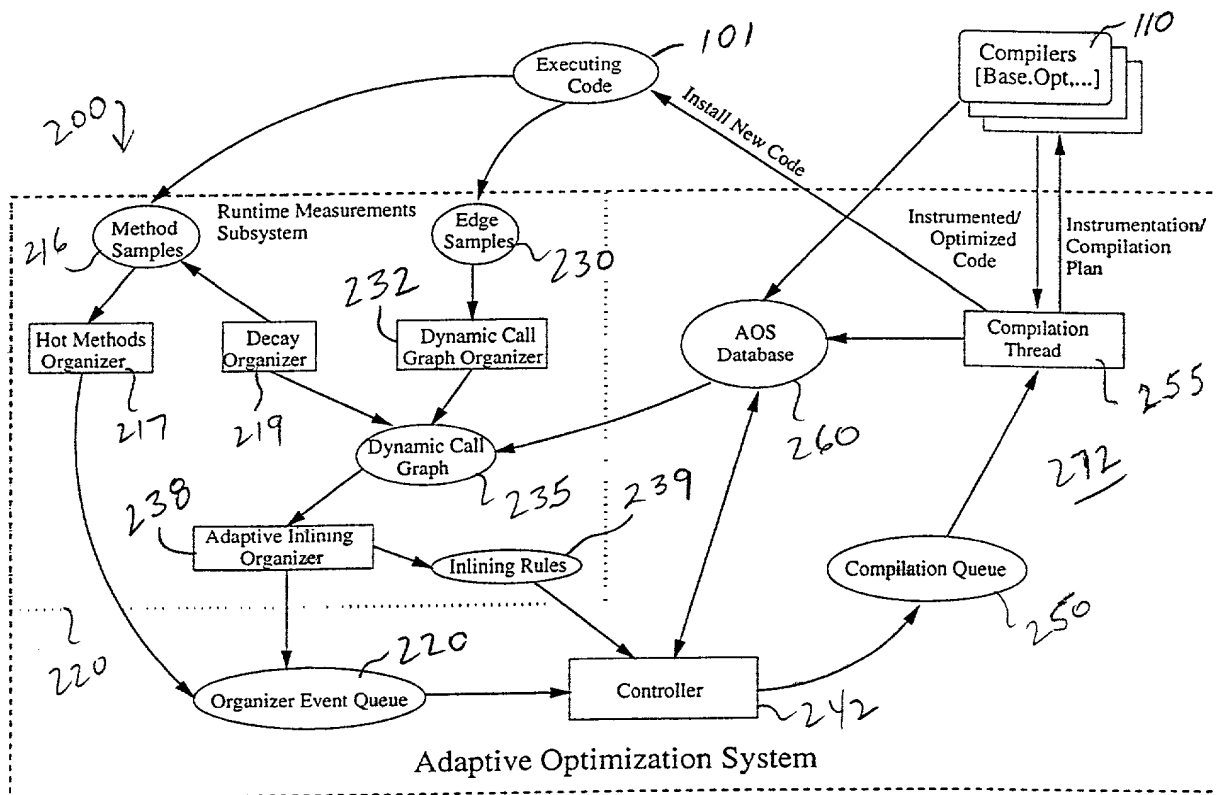 101
110
Executing
Code
Compilers
[Base.Opt,...]
200
Install New Code
Runtime Measurements
Subsystem
Method
Samples
216
Edge
Samples
230
Instrumented/
Optimized
Code
Instrumentation/
Compilation
Plan
232
Hot Methods
Organizer
217
Decay
Organizer
219
Dynamic Call
Graph Organizer
AOS
Database
260
Compilation
Thread
255
272
Dynamic Call
Graph
235
238
239
Adaptive Inlining
Organizer
Inlining Rules
Compilation Queue
250
220
220
Organizer Event Queue
Controller
242
Adaptive Optimization System